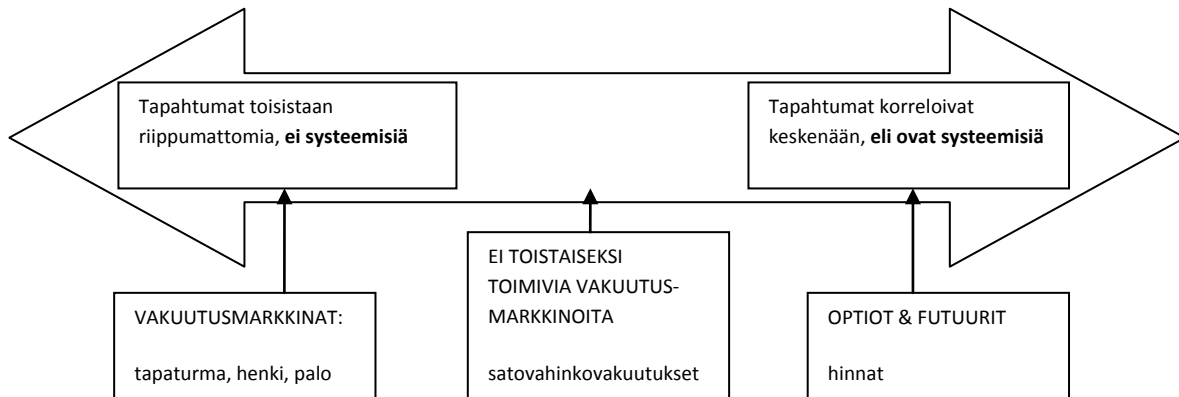 Tapahtumat toisistaan
riippumattomia, ei systeemisiä
Tapahtumat korreloivat
keskenään, eli ovat systeemisiä
VAKUUTUSMARKKINAT:
tapaturma, henki, palo
EI TOISTAISEKSI
TOIMIVIA VAKUUTUS-
MARKKINOITA
satovahinkovakuutukset
OPTIOT & FUTUURIT
hinnat